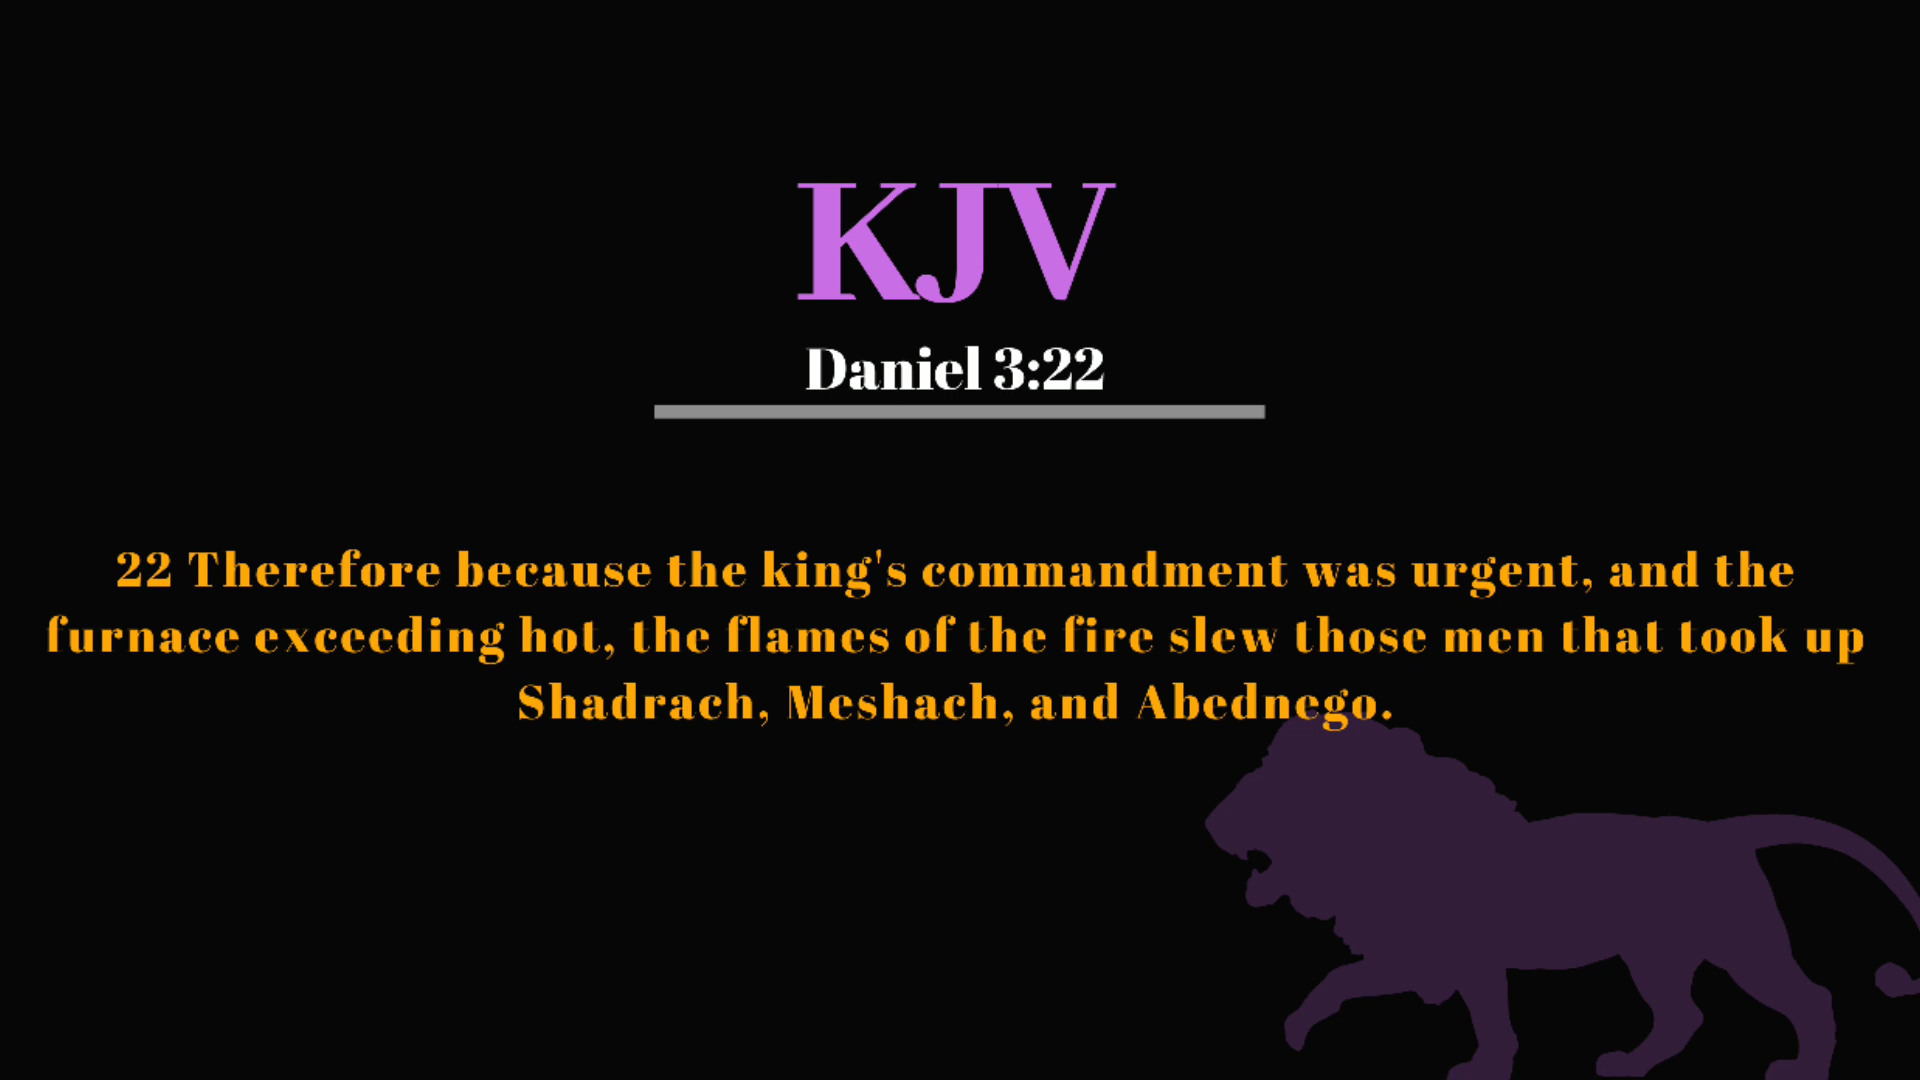 KJV
Daniel 3:22
22 Therefore because the king's commandment was urgent, and the
furnace exceeding hot, the flames of the fire slew those men that took up
Shadrach, Meshach, and Abednego.